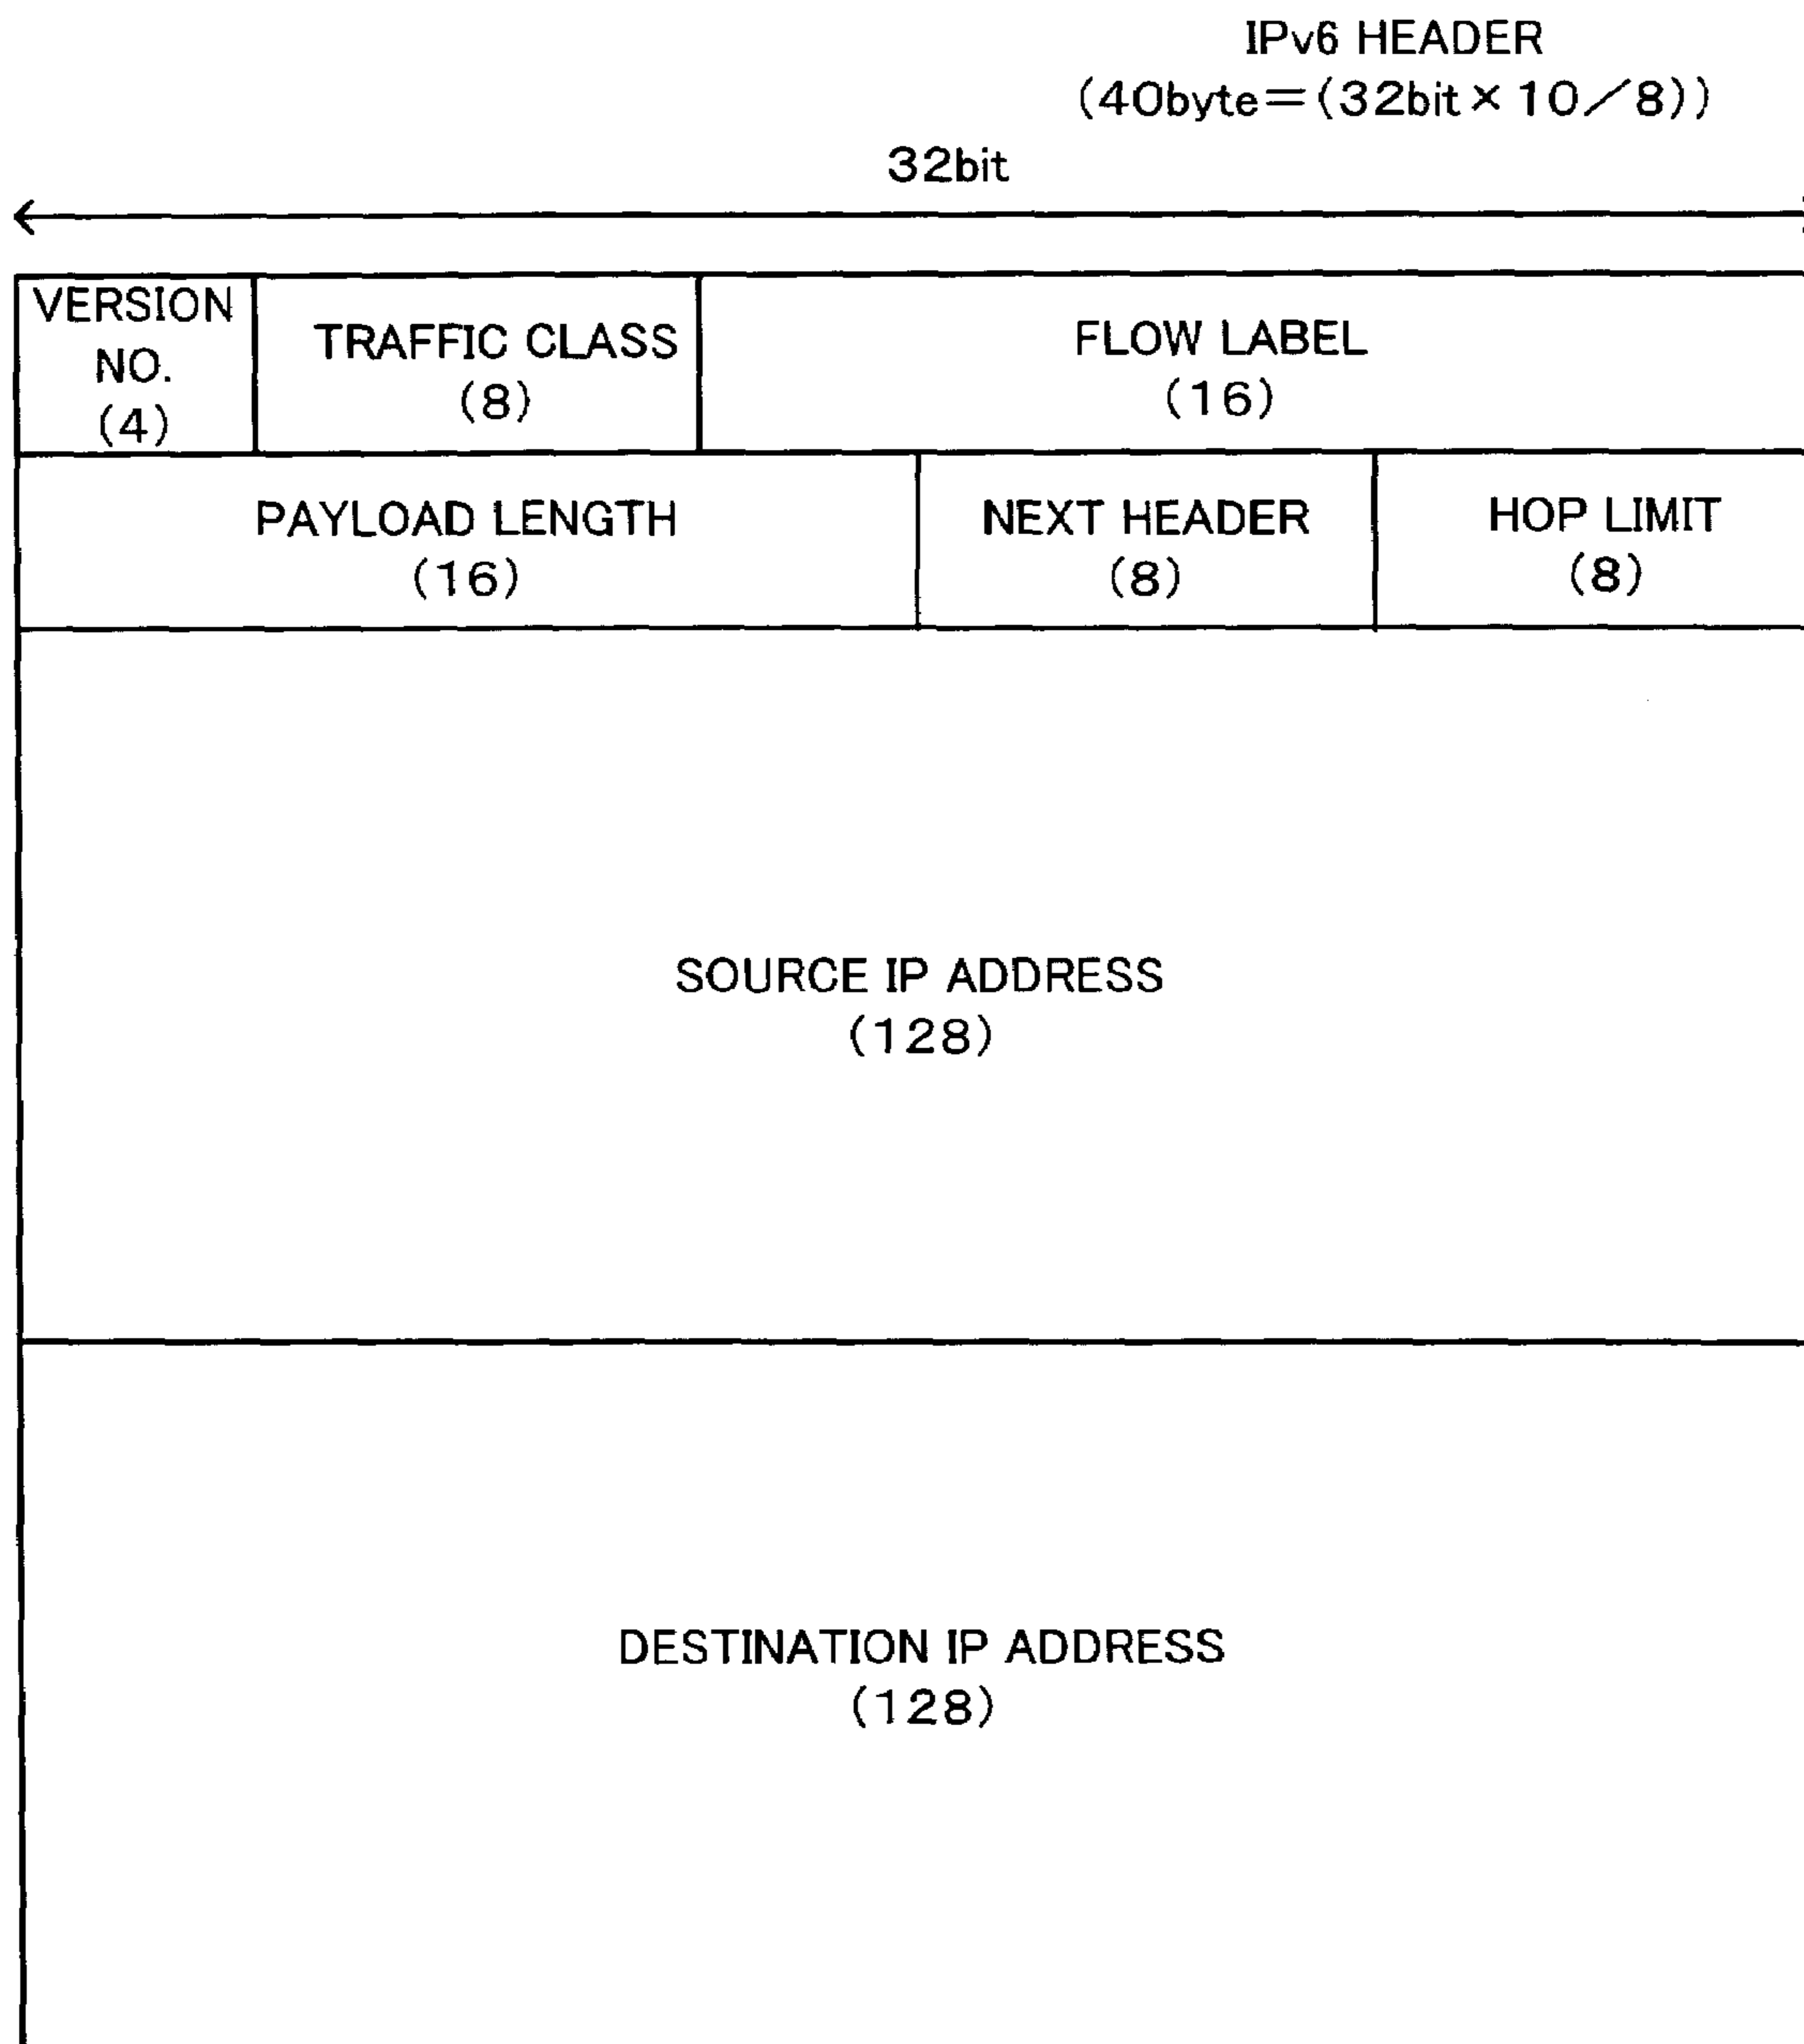 IPv6 HEADER
(40byte=(32bit×10/8))
32bit
VERSION
NO.
(4)
TRAFFIC CLASS
(8)
FLOW LABEL
(16)
PAYLOAD LENGTH
(16)
NEXT HEADER
(8)
HOP LIMIT
(8)
SOURCE IP ADDRESS
(128)
DESTINATION IP ADDRESS
(128)